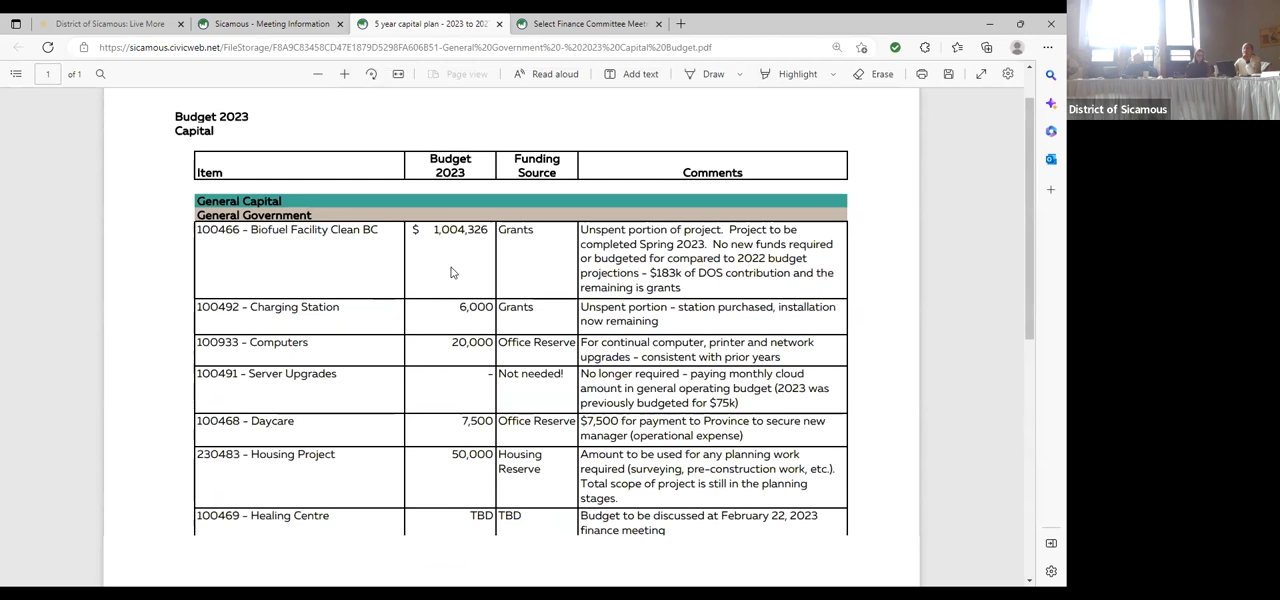 District of Sicamous: Live More
Sicamous - Meeting Information
5 year capital plan - 2023 to 202
Select Finance Committee Meeti
https://sicamous.civicweb.net/FileStorage/F8A9C83458CD47E1879D5298FA606B51-General%20Government%20-%202023%20Capital%20Budget.pdf
1 of 1
Page view
Read aloud
Add text
Draw
Highlight
Erase
District of Sicamous
Budget 2023
Capital
Item Budget 2023 Funding Source Comments
General Capital
General Government
100466 - Biofuel Facility Clean BC $ 1,004,326 Grants Unspent portion of project. Project to be
completed Spring 2023. No new funds required
or budgeted for compared to 2022 budget
projections - $183k of DOS contribution and the
remaining is grants
100492 - Charging Station 6,000 Grants Unspent portion - station purchased, installation
now remaining
100933 - Computers 20,000 Office Reserve For continual computer, printer and network
upgrades - consistent with prior years
100491 - Server Upgrades - Not needed! No longer required - paying monthly cloud
amount in general operating budget (2023 was
previously budgeted for $75k)
100468 - Daycare 7,500 Office Reserve $7,500 for payment to Province to secure new
manager (operational expense)
230483 - Housing Project 50,000 Housing Amount to be used for any planning work
Reserve required (surveying, pre-construction work, etc.).
Total scope of project is still in the planning
stages.
100469 - Healing Centre TBD TBD Budget to be discussed at February 22, 2023
finance meeting